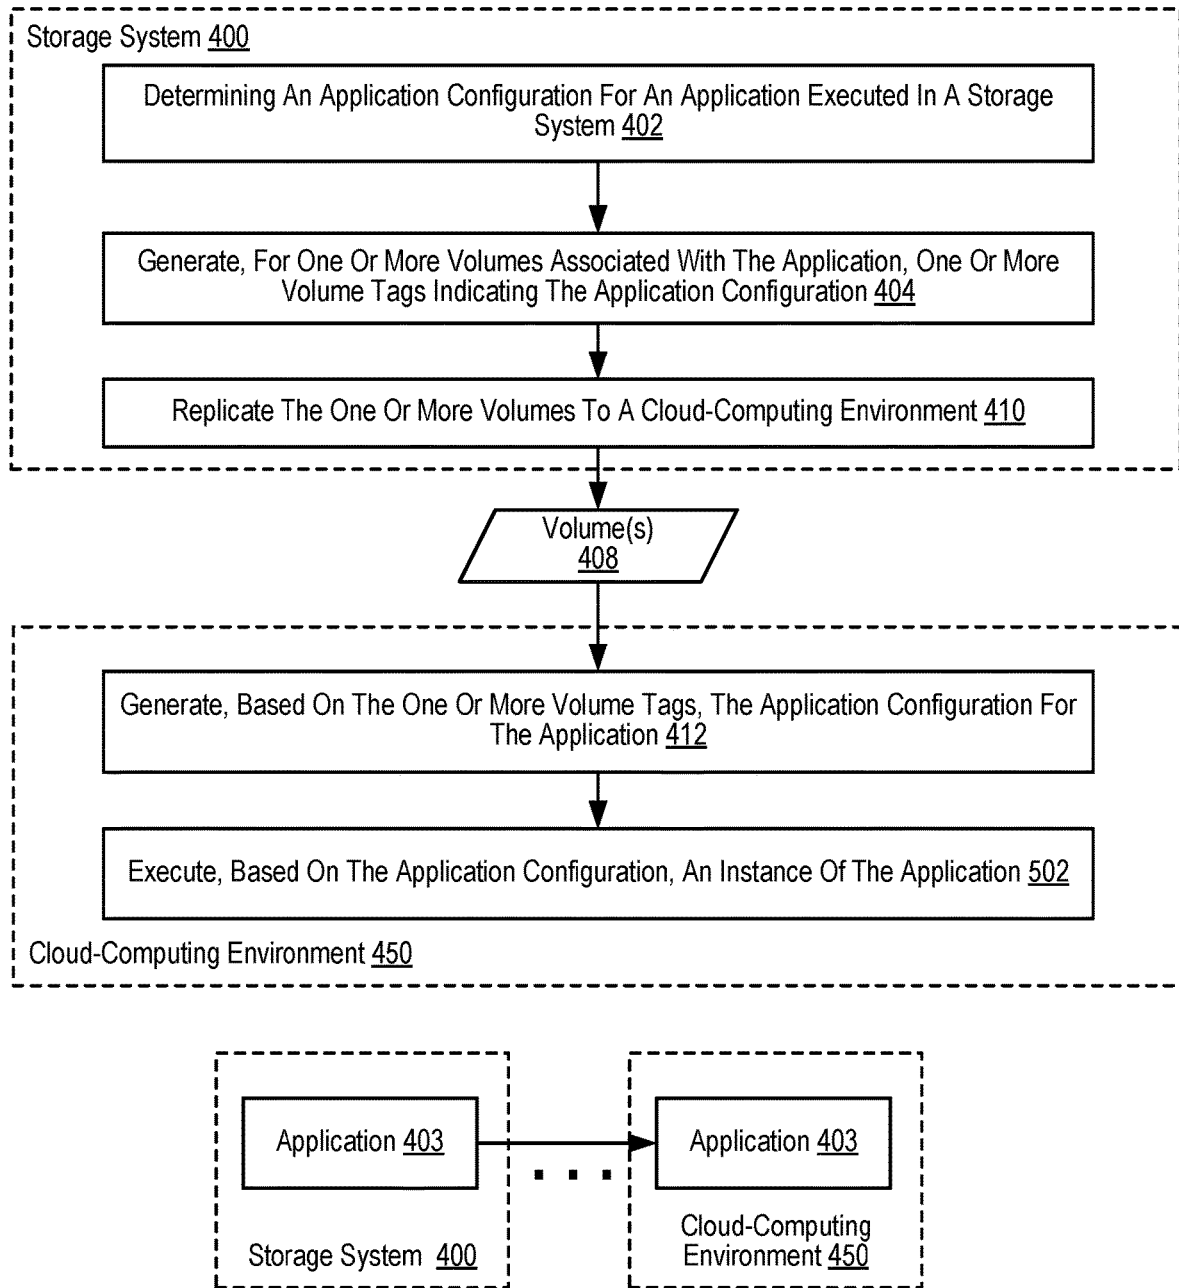 Storage System 400
Determining An Application Configuration For An Application Executed In A Storage
System 402
Generate, For One Or More Volumes Associated With The Application, One Or More
Volume Tags Indicating The Application Configuration 404
Replicate The One Or More Volumes To A Cloud-Computing Environment 410
Volume(s)
408
Generate, Based On The One Or More Volume Tags, The Application Configuration For
The Application 412
Execute, Based On The Application Configuration, An Instance Of The Application 502
Cloud-Computing Environment 450
Application 403
Storage System 400
Application 403
Cloud-Computing
Environment 450